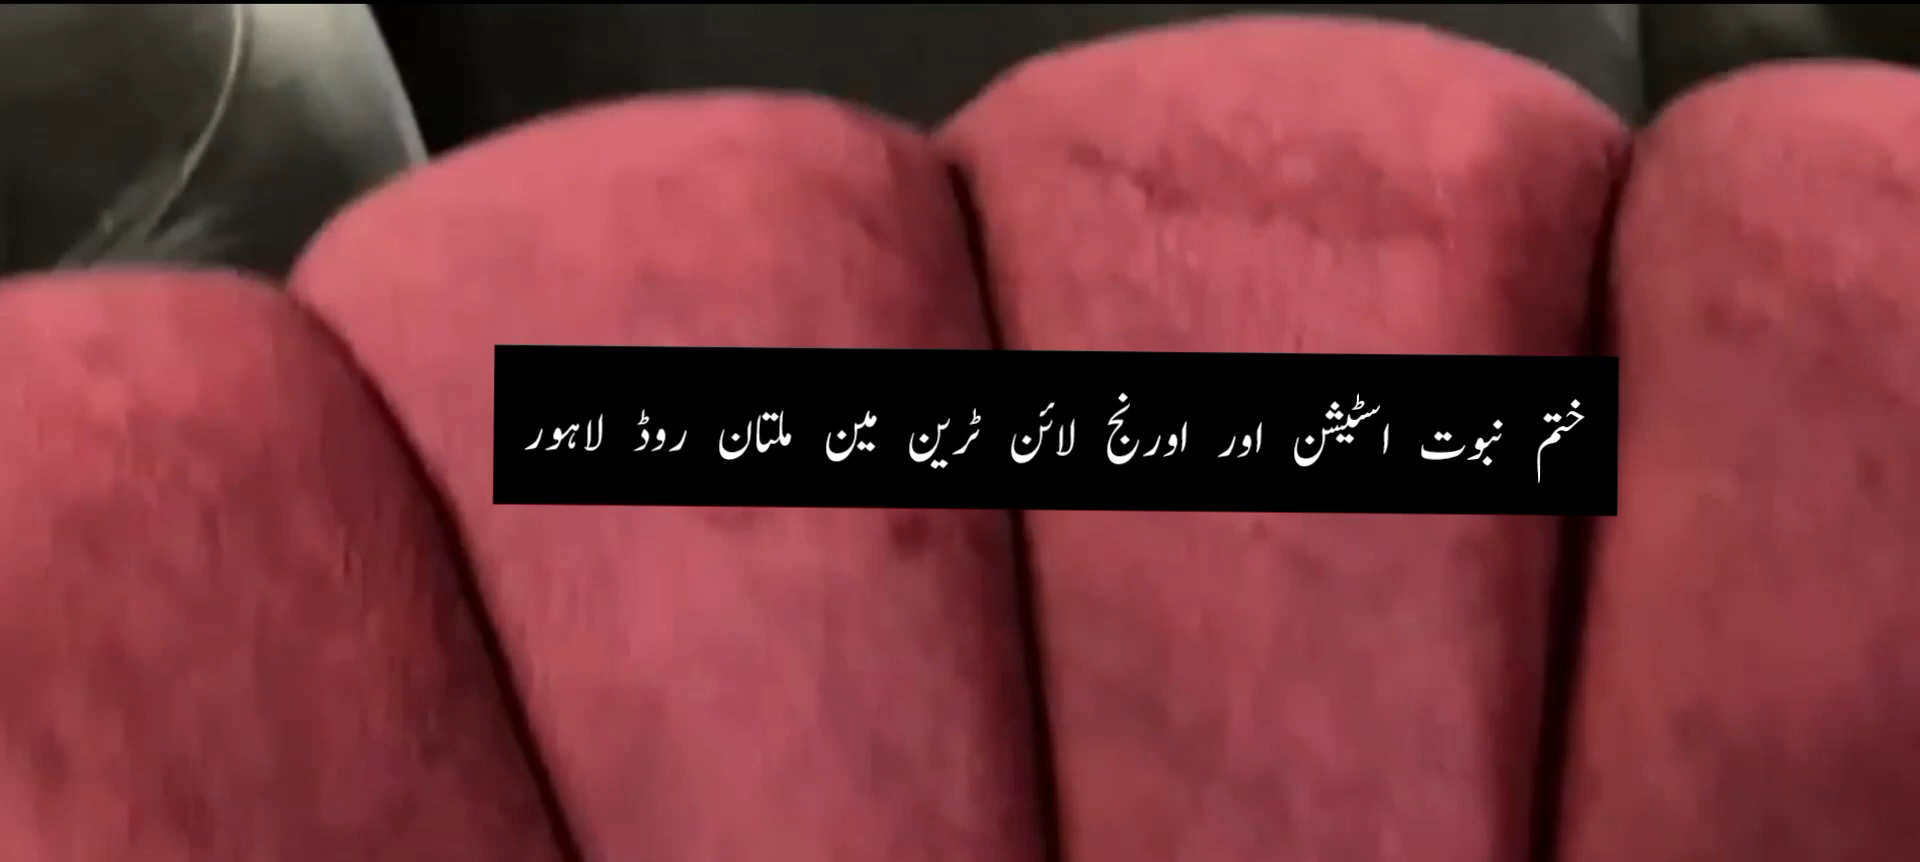 ختم نبوت اسٹیشن اور اورنج لائن ٹرین مین ملتان روڈ لاہور